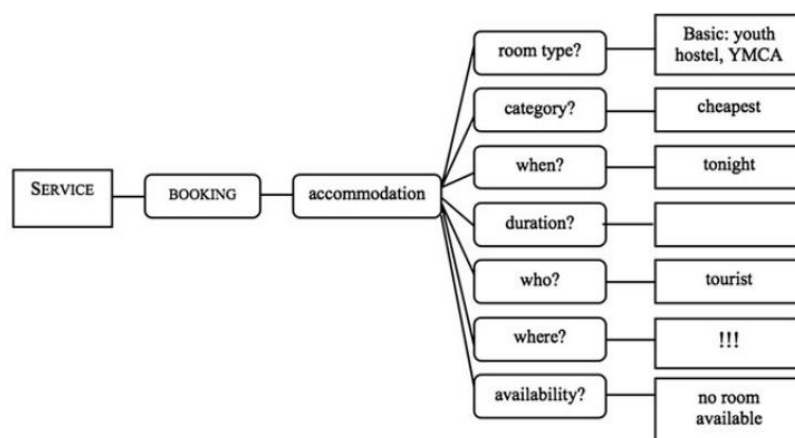 SERVICE
BOOKING
accommodation
room type?
Basic: youth
hostel, YMCA
category?
cheapest
when?
tonight
duration?
who?
tourist
where?
!!!
availability?
no room
available